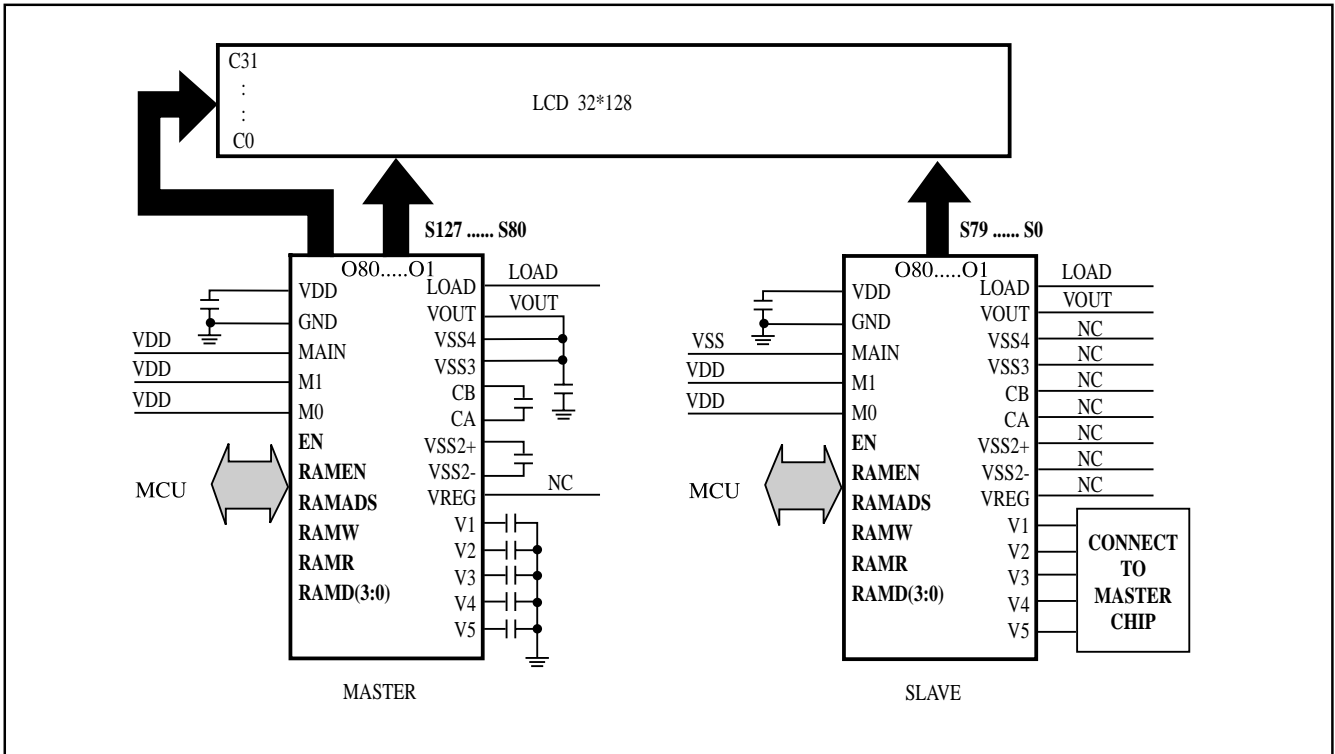 C31
:
:
C0
LCD 32*128
S127 ...... S80
S79 ...... S0
O80.....O1
VDD
GND
VDD
MAIN
VDD
M1
VDD
M0
EN
RAMEN
RAMADS
RAMW
RAMR
RAMD(3:0)
MCU
LOAD
LOAD
VOUT
VOUT
VSS4
VSS3
CB
CA
VSS2+
VSS2-
VREG
NC
V1
V2
V3
V4
V5
MASTER
O80.....O1
VDD
GND
VSS
MAIN
VDD
M1
VDD
M0
EN
RAMEN
RAMADS
RAMW
RAMR
RAMD(3:0)
MCU
LOAD
LOAD
VOUT
VOUT
VSS4
NC
VSS3
NC
CB
NC
CA
NC
VSS2+
NC
VSS2-
NC
VREG
NC
V1
V2
V3
V4
V5
CONNECT
TO
MASTER
CHIP
SLAVE